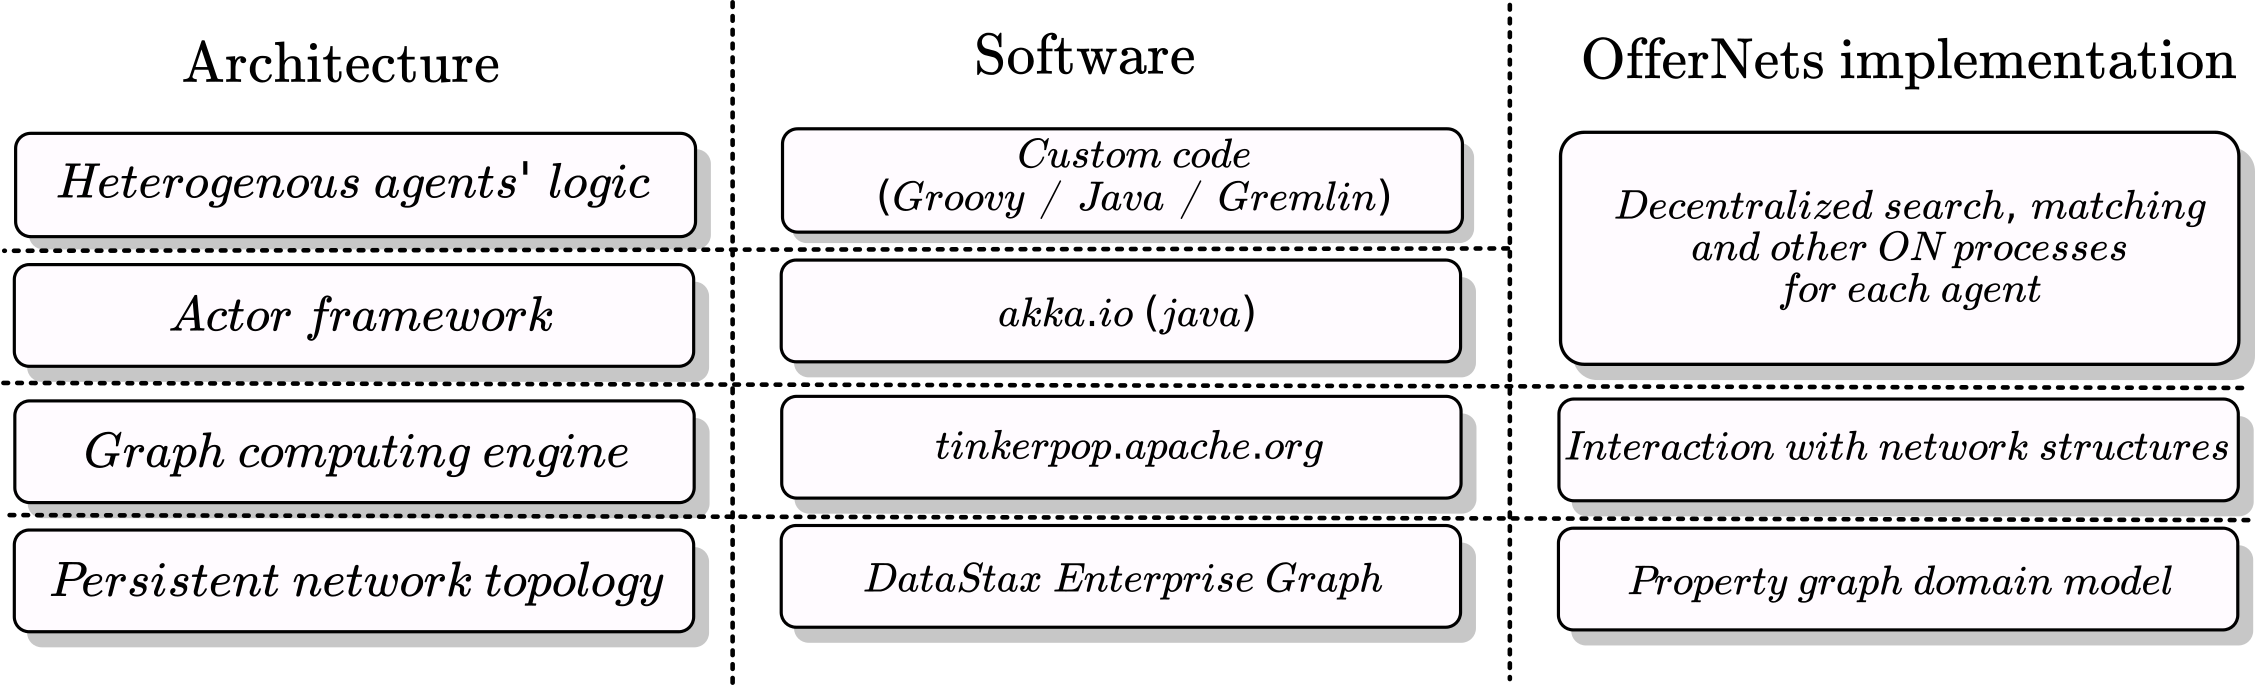 Architecture
Software
OfferNets implementation
Heterogenous agents' logic
Custom code
(Groovy / Java / Gremlin)
Decentralized search, matching
and other ON processes
for each agent
Actor framework
akka.io (java)
Graph computing engine
tinkerpop.apache.org
Interaction with network structures
Persistent network topology
DataStax Enterprise Graph
Property graph domain model